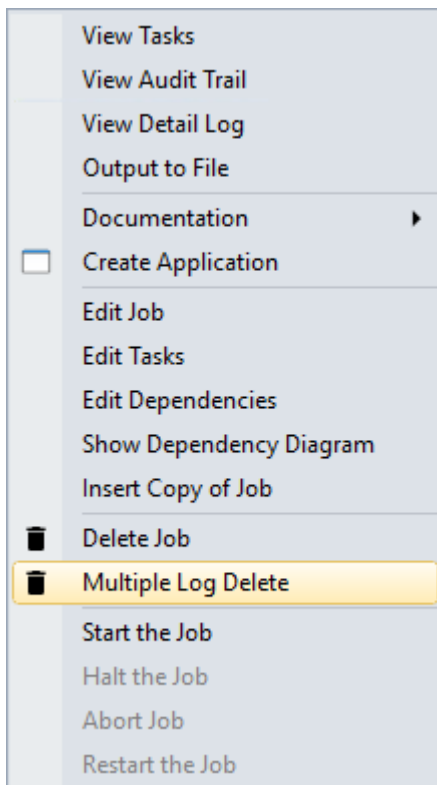 View Tasks
View Audit Trail
View Detail Log
Output to File
Documentation
Create Application
Edit Job
Edit Tasks
Edit Dependencies
Show Dependency Diagram
Insert Copy of Job
Delete Job
Multiple Log Delete
Start the Job
Halt the Job
Abort Job
Restart the Job